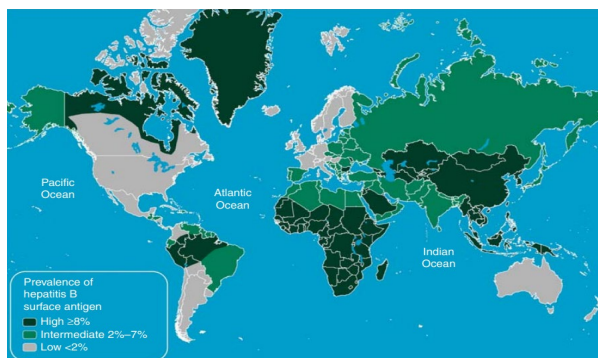 Pacific
Ocean
Atlantic
Ocean
Indian
Ocean
Prevalence of
hepatitis B
surface antigen
High ≥8%
Intermediate 2%–7%
Low <2%